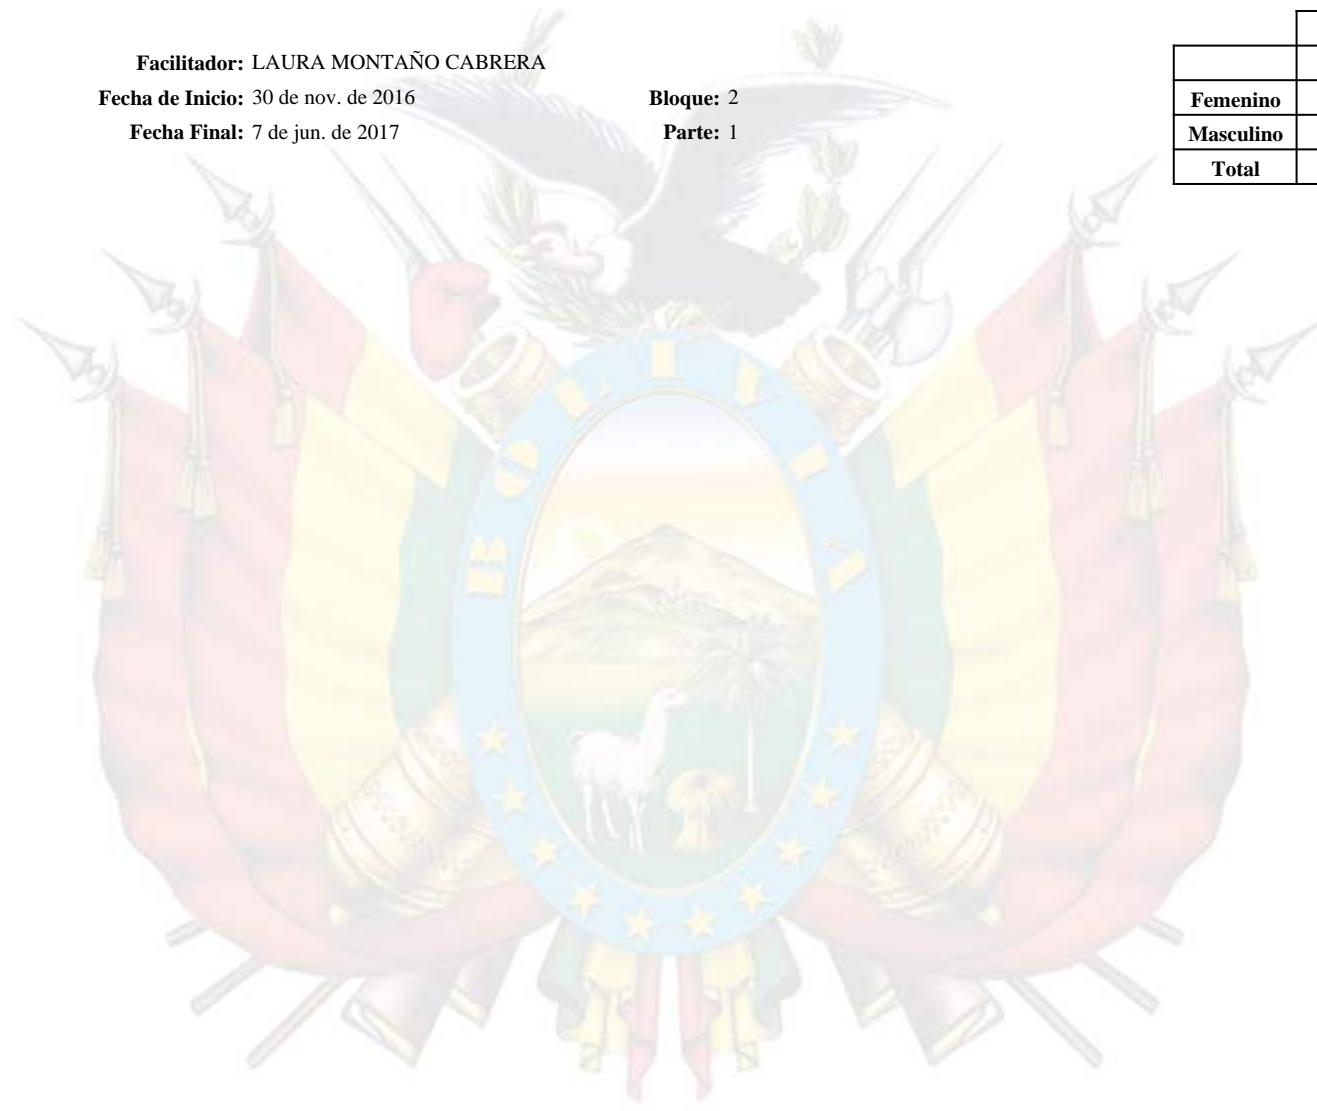 Facilitador: LAURA MONTAÑO CABRERA
Fecha de Inicio: 30 de nov. de 2016 Bloque: 2
Fecha Final: 7 de jun. de 2017 Parte: 1
Femenino
Masculino
Total
BOLIVIA